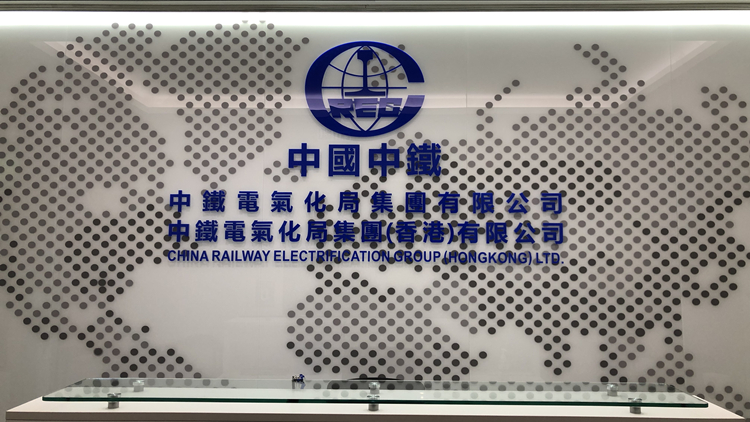 REC
中國中鐵
中鐵電氣化局集團有限公司
中鐵電氣化局集團(香港)有限公司
CHINA RAILWAY ELECTRIFICATION GROUP (HONGKONG) LTD.